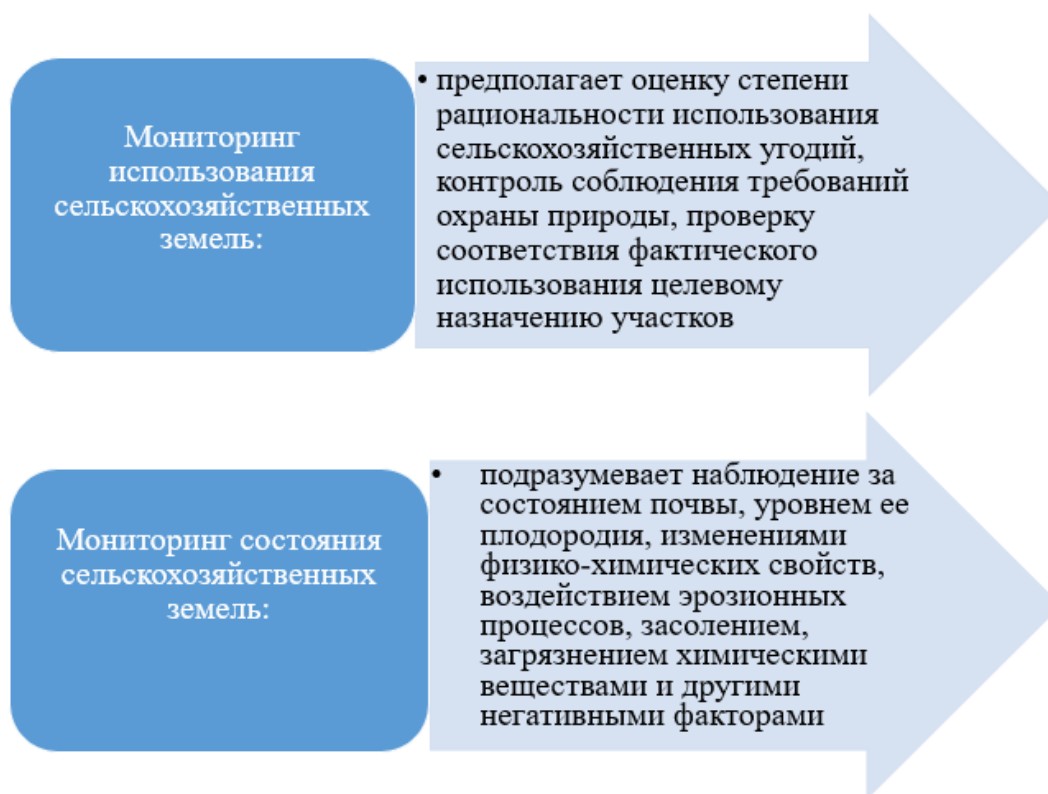 Мониторинг
использования
сельскохозяйственных
земель:
• предполагает оценку степени
рациональности использования
сельскохозяйственных угодий,
контроль соблюдения требований
охраны природы, проверку
соответствия фактического
использования целевому
назначению участков
Мониторинг состояния
сельскохозяйственных
земель:
• подразумевает наблюдение за
состоянием почвы, уровнем ее
плодородия, изменениями
физико-химических свойств,
воздействием эрозионных
процессов, засолением,
загрязнением химическими
веществами и другими
негативными факторами